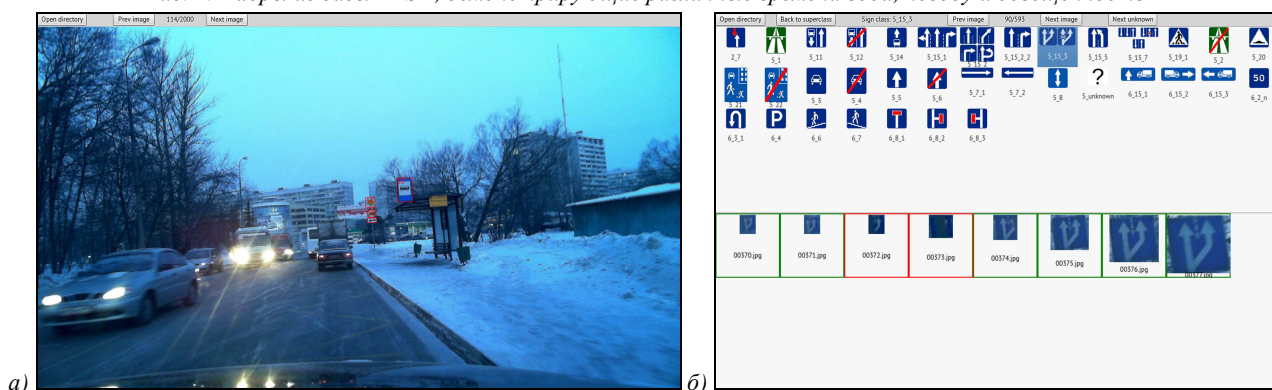 Open directory Prev image 114/2000 Next image
Open directory Back to superclass Sign class: 5_15_3 Prev image 90/593 Next image Next unknown
2_7 5_1 5_11 5_12 5_14 5_15_1 5_15_2 5_15_2_2 5_15_3 5_15_5 5_15_7 5_19_1 5_2 5_20
5_21 5_22 5_3 5_4 5_5 5_6 5_7_1 5_7_2 5_8 ? 5_unknown 6_15_1 6_15_2 6_15_3 50 6_2_n
6_3_1 P 6_4 6_6 6_7 6_8_1 6_8_2 6_8_3
00370.jpg 00371.jpg 00372.jpg 00373.jpg 00374.jpg 00375.jpg 00376.jpg 00377.jpg
а) б)